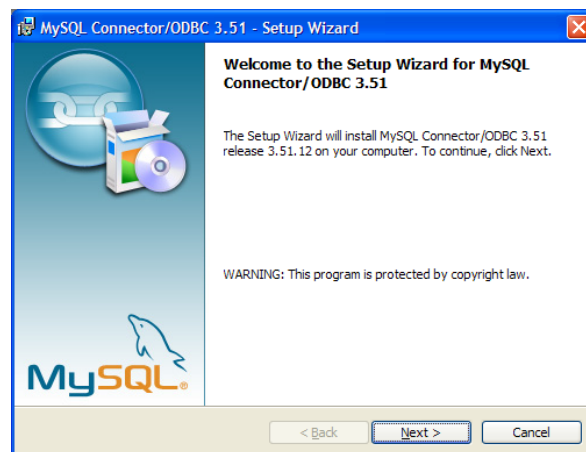 MySQL Connector/ODBC 3.51 - Setup Wizard
Welcome to the Setup Wizard for MySQL
Connector/ODBC 3.51
The Setup Wizard will install MySQL Connector/ODBC 3.51
release 3.51.12 on your computer. To continue, click Next.
WARNING: This program is protected by copyright law.
MySQL®
< Back
Next >
Cancel